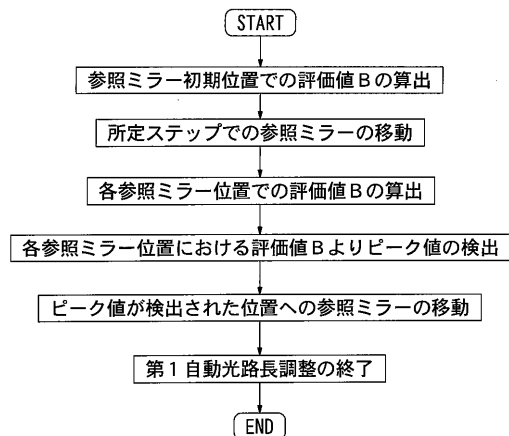 START
参照ミラー初期位置での評価値Bの算出
所定ステップでの参照ミラーの移動
各参照ミラー位置での評価値Bの算出
各参照ミラー位置における評価値Bよりピーク値の検出
ピーク値が検出された位置への参照ミラーの移動
第1自動光路長調整の終了
END